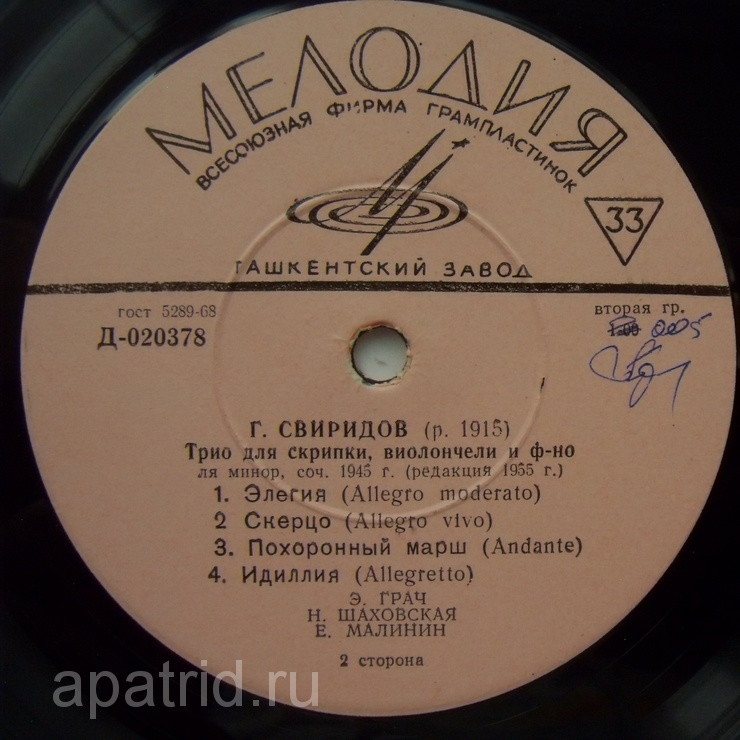 МЕЛОДИЯ
ВСЕСОЮЗНАЯ ФИРМА ГРАМПЛАСТИНОК
33
ТАШКЕНТСКИЙ ЗАВОД
гост 5289-68
вторая гр.
Д-020378
1-00
Г. СВИРИДОВ (р. 1915)
Трио для скрипки, виолончели и ф-но
ля минор, соч. 1945 г. (редакция 1955 г.)
1. Элегия (Allegro moderato)
2 Скерцо (Allegro vivo)
3. Похоронный марш (Andante)
4. Идиллия (Allegretto)
Э. ГРАЧ
Н. ШАХОВСКАЯ
Е. МАЛИНИН
2 сторона
apatrid.ru